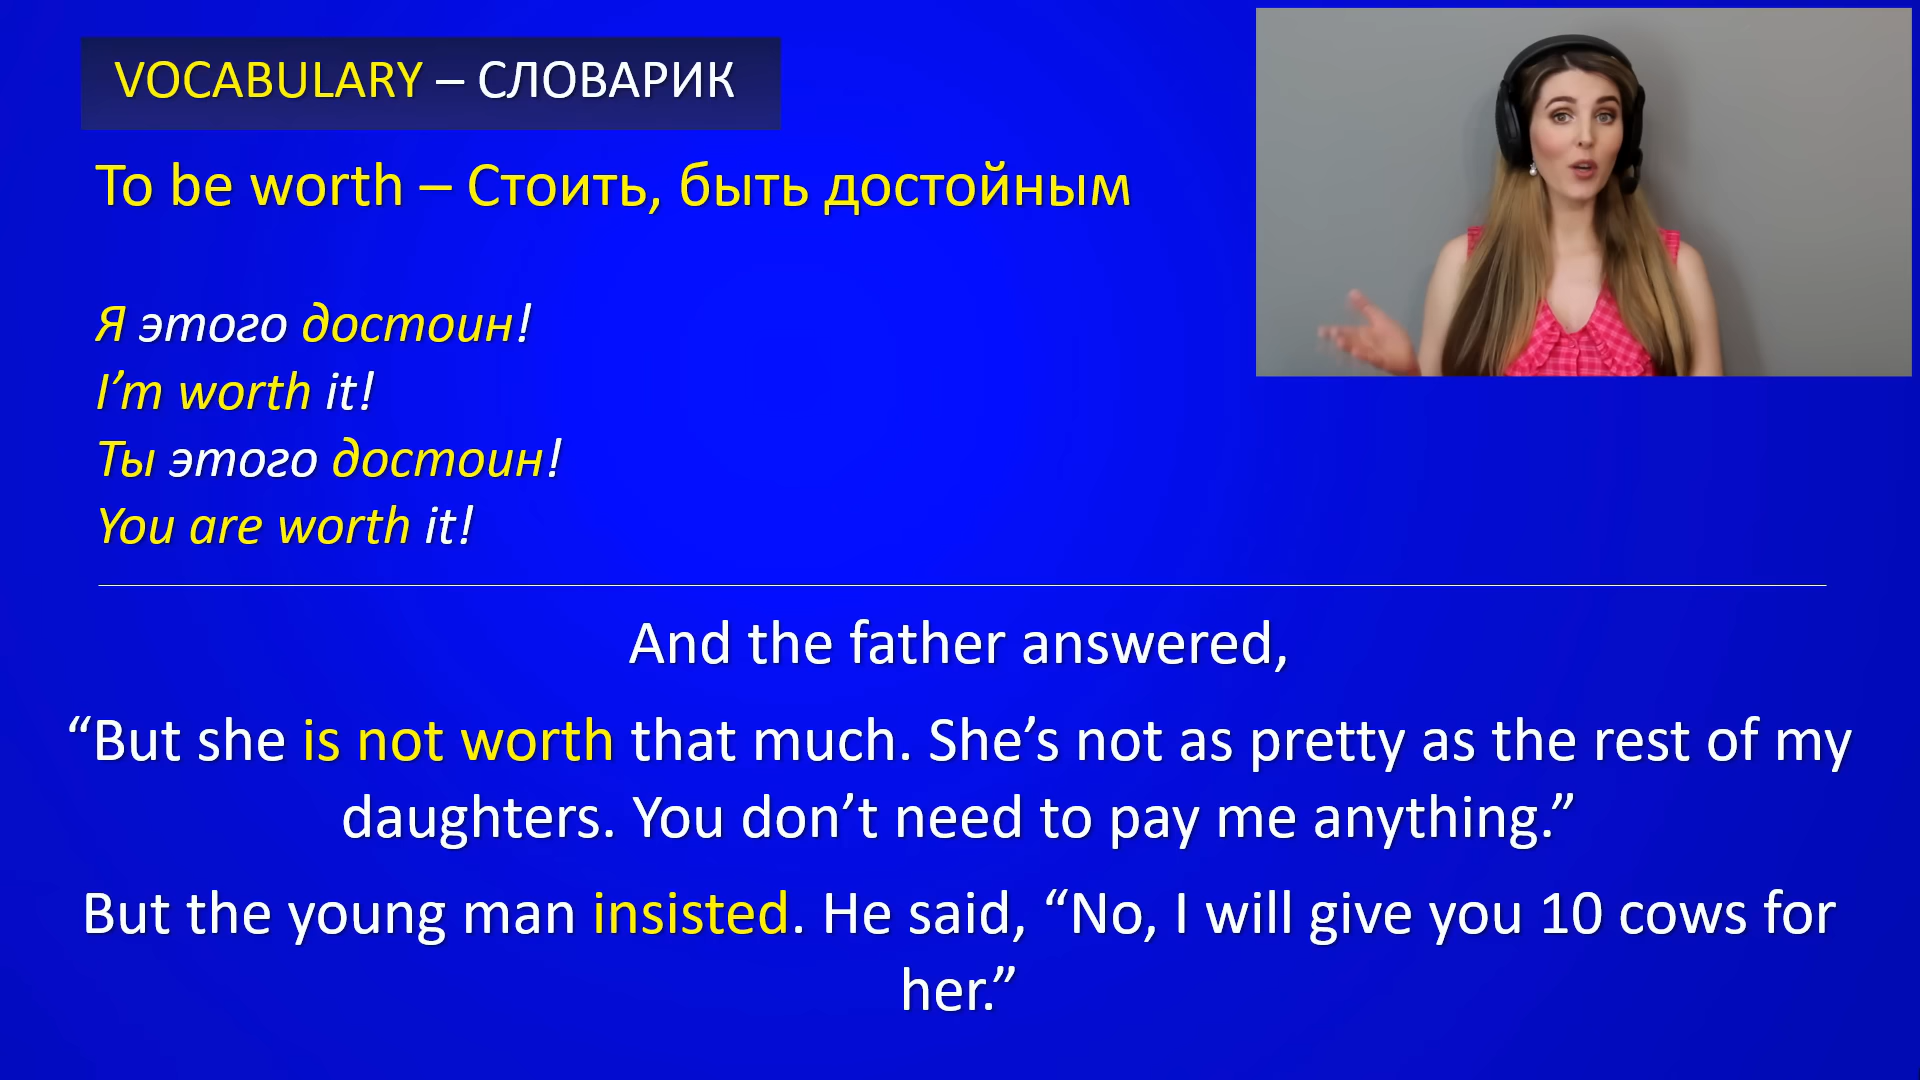 VOCABULARY – СЛОВАРИК
To be worth – Стоить, быть достойным
Я этого достоин!
I’m worth it!
Ты этого достоин!
You are worth it!
And the father answered,
“But she is not worth that much. She’s not as pretty as the rest of my
daughters. You don’t need to pay me anything.”
But the young man insisted. He said, “No, I will give you 10 cows for
her.”